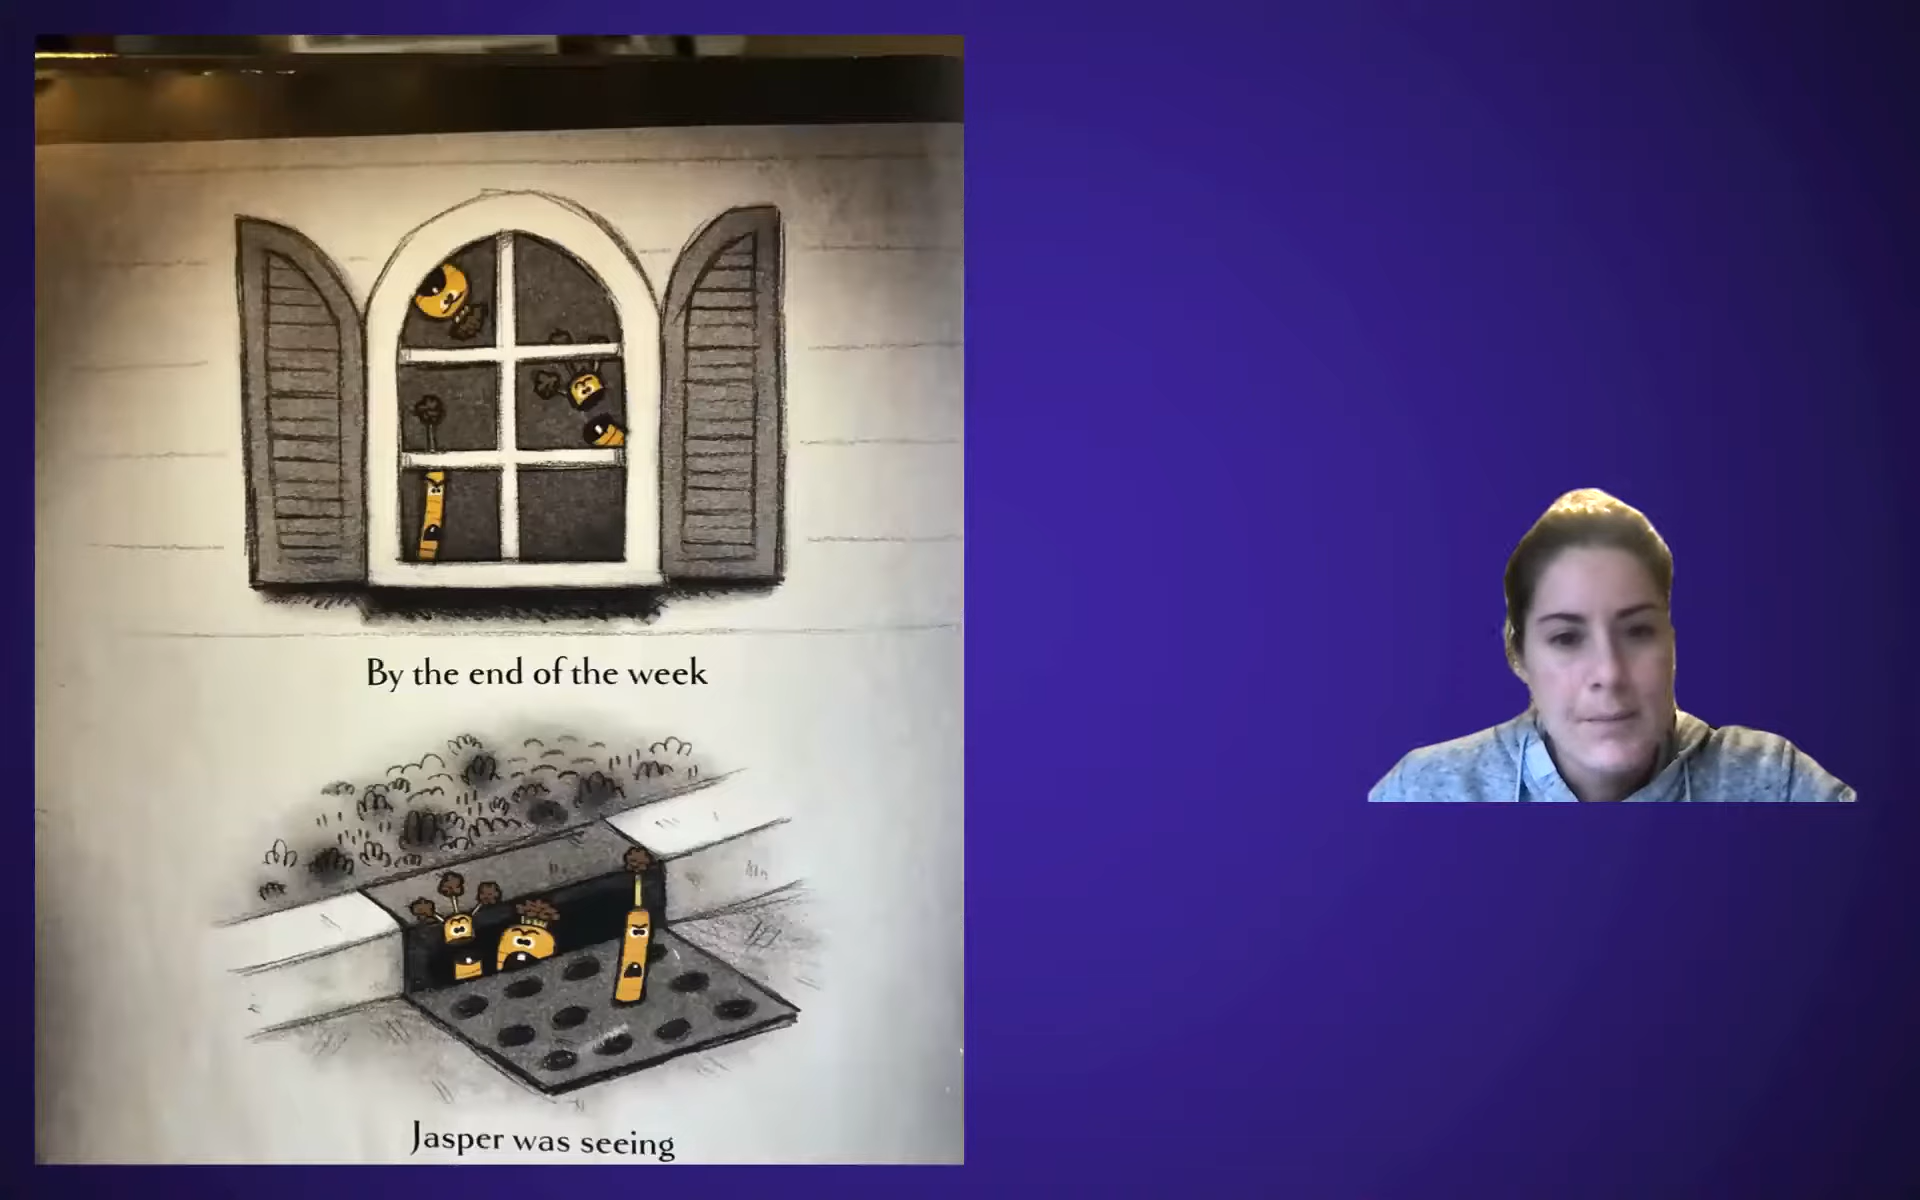 By the end of the week
Jasper was seeing